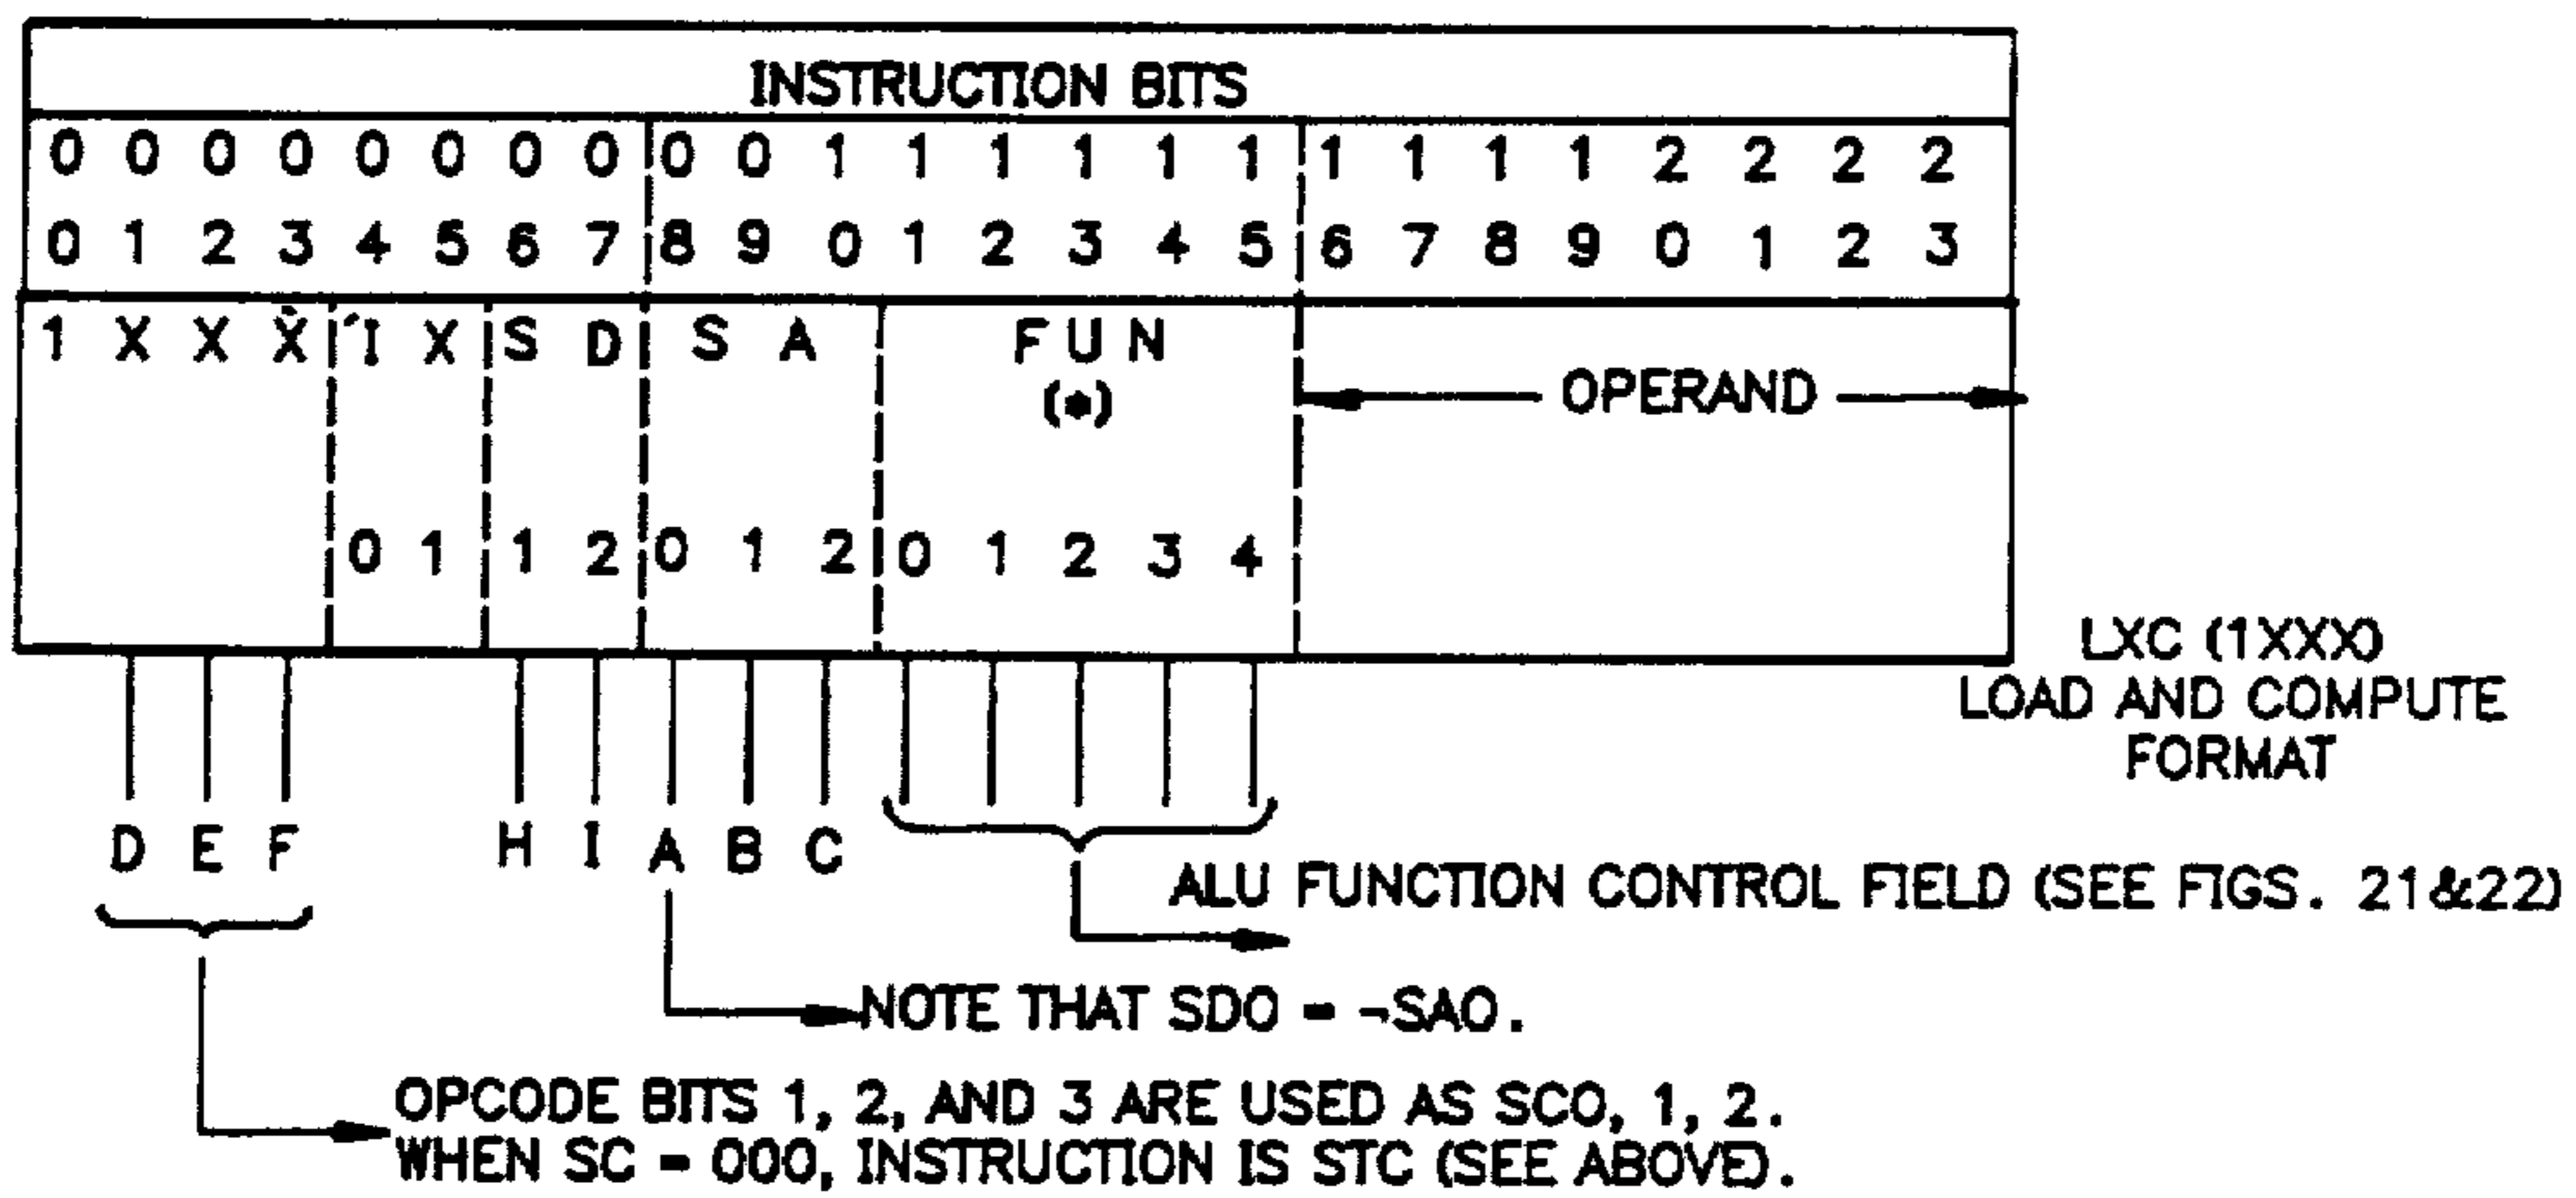 INSTRUCTION BITS
0 0 0 0 0 0 0 0 0 0 1 1 1 1 1 1 1 1 1 1 2 2 2 2
0 1 2 3 4 5 6 7 8 9 0 1 2 3 4 5 6 7 8 9 0 1 2 3
1 X X X I X S D S A F U N
(*)
OPERAND
0 1 1 2 0 1 2 0 1 2 3 4
LXC (1XXX)
LOAD AND COMPUTE
FORMAT
D E F H I A B C
ALU FUNCTION CONTROL FIELD (SEE FIGS. 21&22)
NOTE THAT SD0 = ¬SA0.
OPCODE BITS 1, 2, AND 3 ARE USED AS SC0, 1, 2.
WHEN SC = 000, INSTRUCTION IS STC (SEE ABOVE).